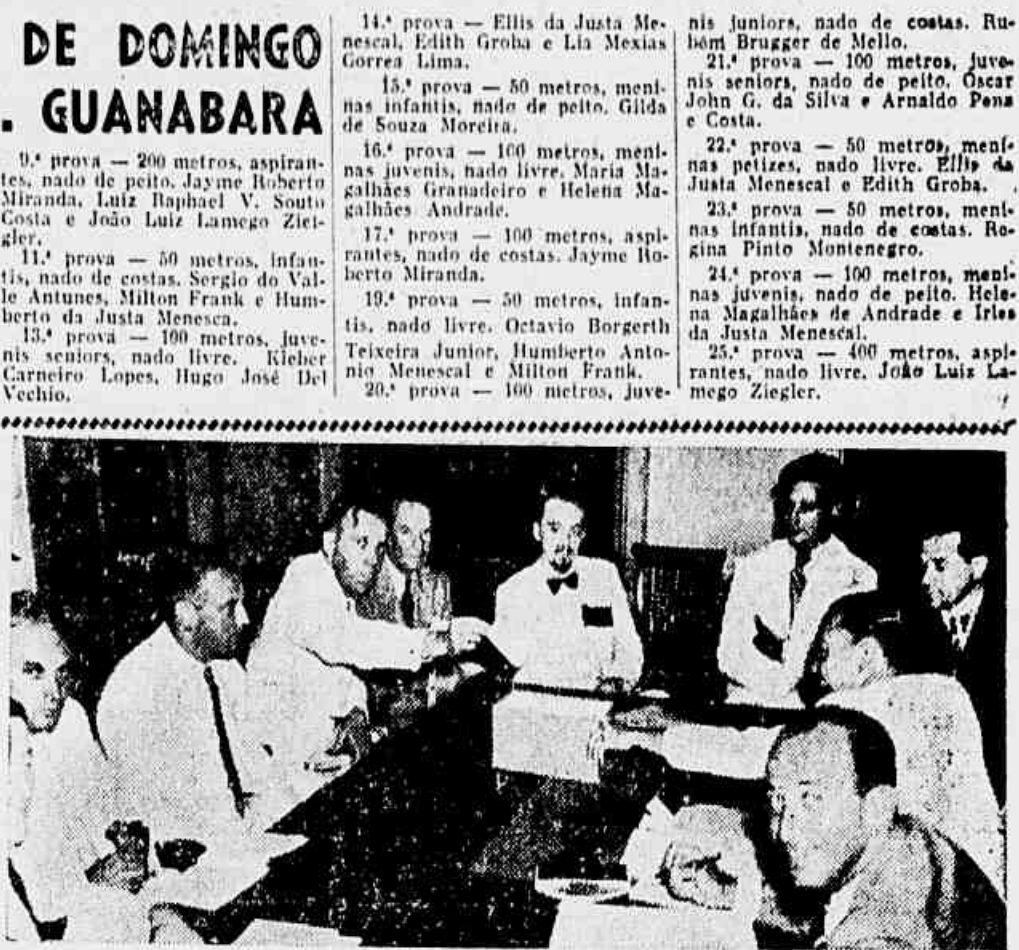 DE DOMINGO
. GUANABARA
9.ª prova — 200 metros, aspiran-
tes, nado de peito. Jayme Roberto
Miranda, Luiz Raphael V. Souto
Costa e João Luiz Lamego Ziei-
gler.
11.ª prova — 50 metros, infan-
tis, nado de costas. Sergio do Val-
le Antunes, Milton Frank e Hum-
berto da Justa Menesca.
13.ª prova — 100 metros, juve-
nis seniors, nado livre. Kleber
Carneiro Lopes, Hugo José Del
Vechio.
14.ª prova — Ellis da Justa Me-
nescal, Edith Groba e Lia Mexias
Correa Lima.
15.ª prova — 50 metros, meni-
nas infantis, nado de peito. Gilda
de Souza Moreira.
16.ª prova — 100 metros, meni-
nas juvenis, nado livre. Maria Ma-
galhães Granadeiro e Helena Ma-
galhães Andrade.
17.ª prova — 100 metros, aspi-
rantes, nado de costas. Jayme Ro-
berto Miranda.
19.ª prova — 50 metros, infan-
tis, nado livre. Octavio Borgerth
Teixeira Junior, Humberto Anto-
nio Menescal e Milton Frank.
20.ª prova — 100 metros, juve-
nis juniors, nado de costas. Ru-
bem Brugger de Mello.
21.ª prova — 100 metros, juve-
nis seniors, nado de peito. Oscar
John G. da Silva e Arnaldo Pena
e Costa.
22.ª prova — 50 metros, meni-
nas petizes, nado livre. Ellis da
Justa Menescal e Edith Groba.
23.ª prova — 50 metros, meni-
nas infantis, nado de costas. Re-
gina Pinto Montenegro.
24.ª prova — 100 metros, meni-
nas juvenis, nado de peito. Hele-
na Magalhães de Andrade e Irles
da Justa Menescal.
25.ª prova — 400 metros, aspi-
rantes, nado livre. João Luiz La-
mego Ziegler.